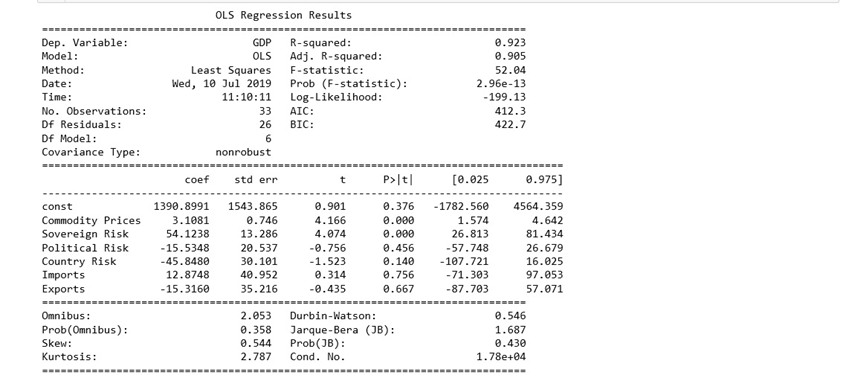 OLS Regression Results
==============================================================================
Dep. Variable: GDP R-squared: 0.923
Model: OLS Adj. R-squared: 0.905
Method: Least Squares F-statistic: 52.04
Date: Wed, 10 Jul 2019 Prob (F-statistic): 2.96e-13
Time: 11:10:11 Log-Likelihood: -199.13
No. Observations: 33 AIC: 412.3
Df Residuals: 26 BIC: 422.7
Df Model: 6
Covariance Type: nonrobust
====================================================================================
coef std err t P>|t| [0.025 0.975]
------------------------------------------------------------------------------------
const 1390.8991 1543.865 0.901 0.376 -1782.560 4564.359
Commodity Prices 3.1081 0.746 4.166 0.000 1.574 4.642
Sovereign Risk 54.1238 13.286 4.074 0.000 26.813 81.434
Political Risk -15.5348 20.537 -0.756 0.456 -57.748 26.679
Country Risk -45.8480 30.101 -1.523 0.140 -107.721 16.025
Imports 12.8748 40.952 0.314 0.756 -71.303 97.053
Exports -15.3160 35.216 -0.435 0.667 -87.703 57.071
==============================================================================
Omnibus: 2.053 Durbin-Watson: 0.546
Prob(Omnibus): 0.358 Jarque-Bera (JB): 1.687
Skew: 0.544 Prob(JB): 0.430
Kurtosis: 2.787 Cond. No. 1.78e+04
==============================================================================